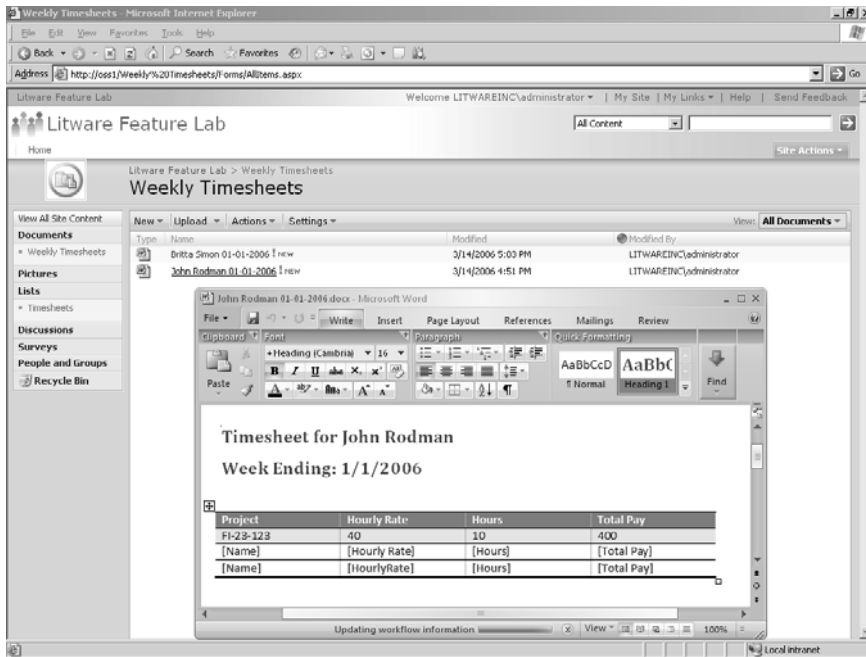 Weekly Timesheets - Microsoft Internet Explorer
File Edit View Favorites Tools Help
Back Search Favorites
Address http://oss1/Weekly%20Timesheets/Forms/AllItems.aspx Go
Litware Feature Lab Welcome LITWAREINC\administrator | My Site | My Links | Help | Send Feedback
Litware Feature Lab All Content
Home Site Actions
Litware Feature Lab > Weekly Timesheets
Weekly Timesheets
View All Site Content New Upload Actions Settings View: All Documents
Documents Type Name Modified Modified By
Weekly Timesheets Britta Simon 01-01-2006 ! NEW 3/14/2006 5:03 PM LITWAREINC\administrator
Pictures John Rodman 01-01-2006 ! NEW 3/14/2006 4:51 PM LITWAREINC\administrator
Lists
Timesheets
Discussions
Surveys
People and Groups
Recycle Bin
John Rodman 01-01-2006.docx - Microsoft Word
File Write Insert Page Layout References Mailings Review
Clipboard Font Paragraph Quick Formatting
+Heading (Cambria) 16
B I U abc X, x'
Paste AaBbCcD AaBbC Find
¶ Normal Heading 1
Timesheet for John Rodman
Week Ending: 1/1/2006
Project Hourly Rate Hours Total Pay
FI-23-123 40 10 400
[Name] [Hourly Rate] [Hours] [Total Pay]
[Name] [HourlyRate] [Hours] [Total Pay]
Updating workflow information View 100%
Local intranet